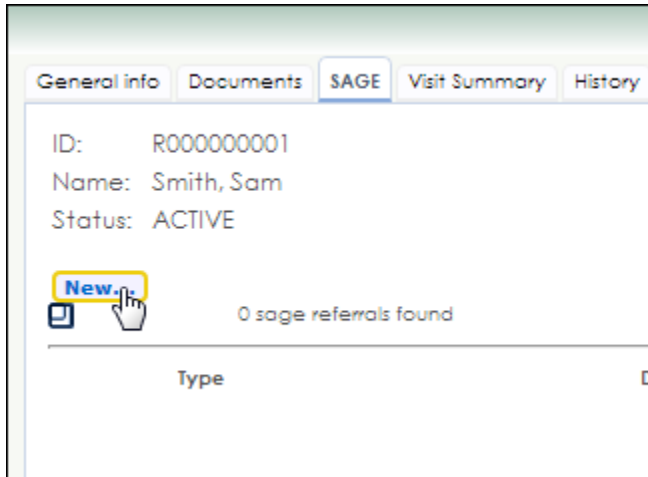 General info Documents SAGE Visit Summary History
ID: R000000001
Name: Smith, Sam
Status: ACTIVE
New...
0 sage referrals found
Type